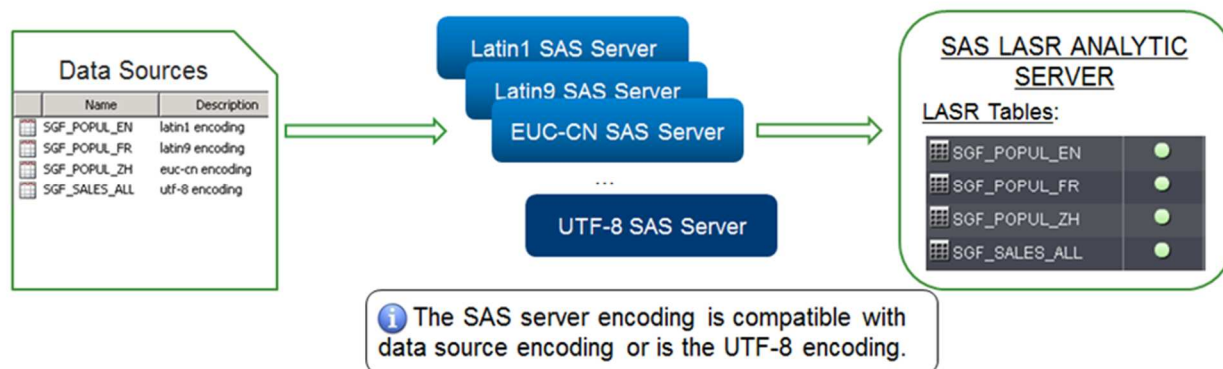 Data Sources
Name Description
SGF_POPUL_EN latin1 encoding
SGF_POPUL_FR latin9 encoding
SGF_POPUL_ZH euc-cn encoding
SGF_SALES_ALL utf-8 encoding
Latin1 SAS Server
Latin9 SAS Server
EUC-CN SAS Server
...
UTF-8 SAS Server
SAS LASR ANALYTIC
SERVER
LASR Tables:
SGF_POPUL_EN
SGF_POPUL_FR
SGF_POPUL_ZH
SGF_SALES_ALL
i The SAS server encoding is compatible with
data source encoding or is the UTF-8 encoding.